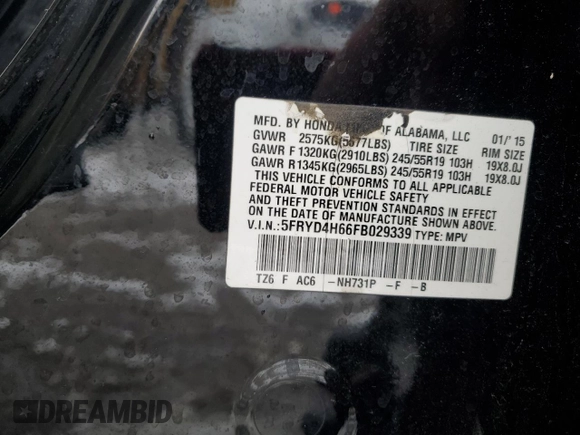 MFD. BY HONDA MFG. OF ALABAMA, LLC 01/'15
GVWR 2575KG(5677LBS) TIRE SIZE RIM SIZE
GAWR F 1320KG(2910LBS) 245/55R19 103H 19X8.0J
GAWR R1345KG(2965LBS) 245/55R19 103H 19X8.0J
THIS VEHICLE CONFORMS TO ALL APPLICABLE
FEDERAL MOTOR VEHICLE SAFETY
AND THEFT PREVENTION STANDARDS IN EFFECT
ON THE DATE OF MANUFACTURE SHOWN ABOVE.
V.I.N.: 5FRYD4H66FB029339 TYPE: MPV
TZ6 F AC6 -NH731P -F -B
DREAMBID